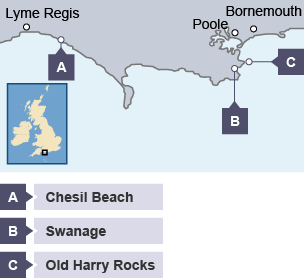 Lyme Regis
Bornemouth
Poole
A
C
B
A Chesil Beach
B Swanage
C Old Harry Rocks